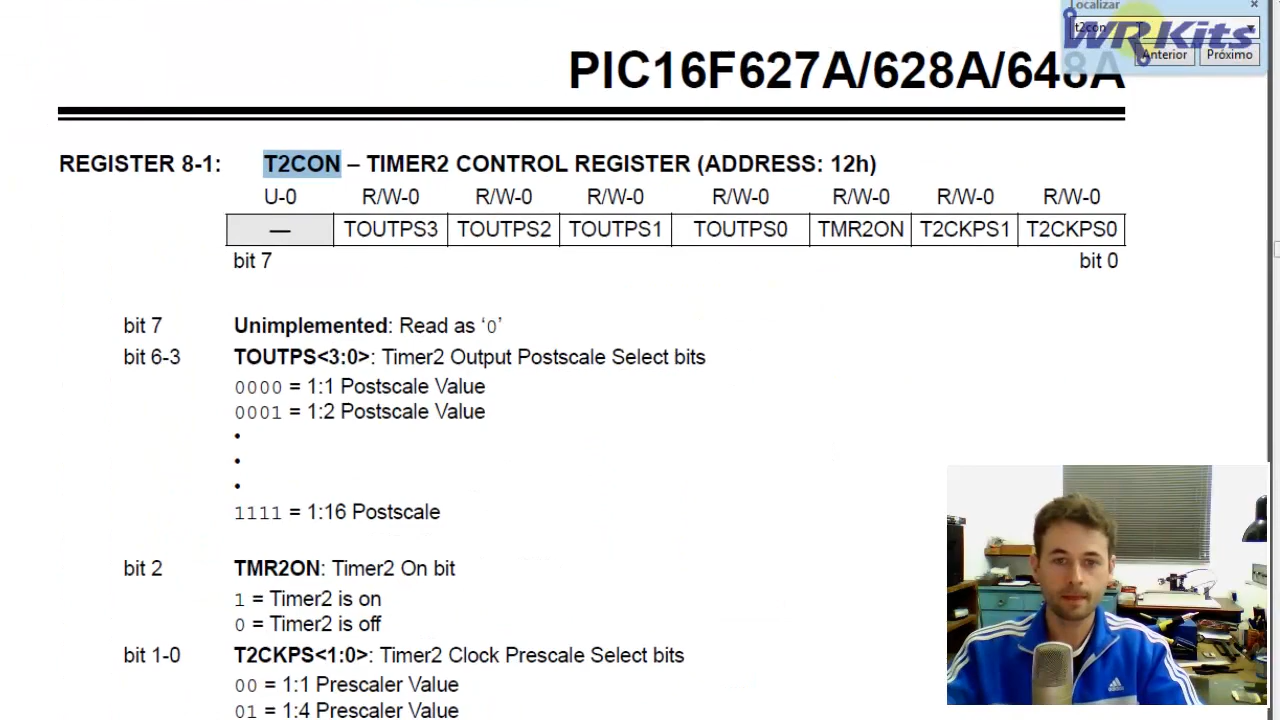 Localizar
t2con
WR Kits
Anterior Próximo
PIC16F627A/628A/648A
REGISTER 8-1: T2CON – TIMER2 CONTROL REGISTER (ADDRESS: 12h)
U-0 R/W-0 R/W-0 R/W-0 R/W-0 R/W-0 R/W-0 R/W-0
— TOUTPS3 TOUTPS2 TOUTPS1 TOUTPS0 TMR2ON T2CKPS1 T2CKPS0
bit 7 bit 0
bit 7 Unimplemented: Read as ‘0’
bit 6-3 TOUTPS<3:0>: Timer2 Output Postscale Select bits
0000 = 1:1 Postscale Value
0001 = 1:2 Postscale Value
•
•
•
1111 = 1:16 Postscale
bit 2 TMR2ON: Timer2 On bit
1 = Timer2 is on
0 = Timer2 is off
bit 1-0 T2CKPS<1:0>: Timer2 Clock Prescale Select bits
00 = 1:1 Prescaler Value
01 = 1:4 Prescaler Value